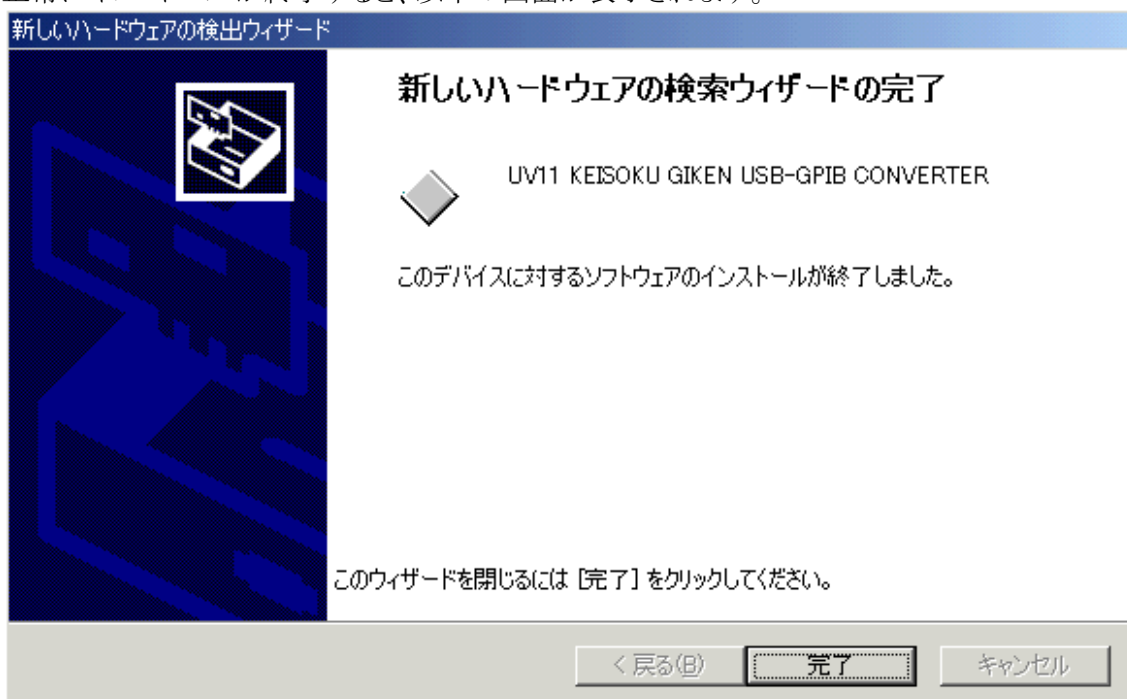 新しいハードウェアの検出ウィザード
新しいハードウェアの検索ウィザードの完了
UV11 KEISOKU GIKEN USB-GPIB CONVERTER
このデバイスに対するソフトウェアのインストールが終了しました。
このウィザードを閉じるには [完了] をクリックしてください。
< 戻る(B) 完了 キャンセル